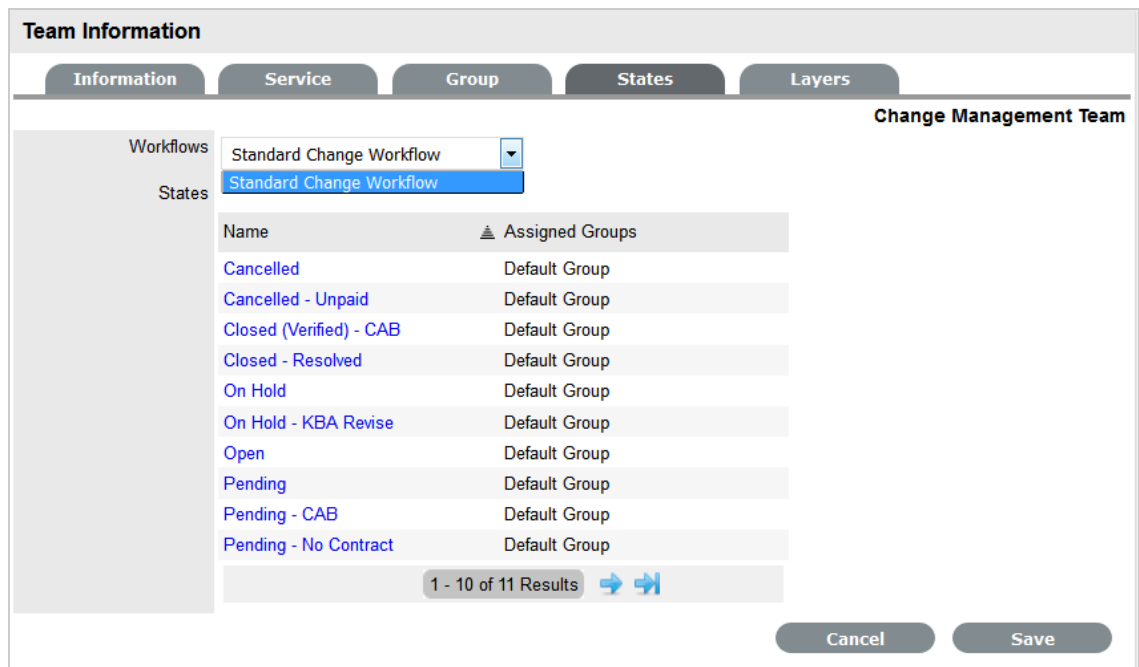 Team Information
Information Service Group States Layers
Change Management Team
Workflows Standard Change Workflow
Standard Change Workflow
States
Name Assigned Groups
Cancelled Default Group
Cancelled - Unpaid Default Group
Closed (Verified) - CAB Default Group
Closed - Resolved Default Group
On Hold Default Group
On Hold - KBA Revise Default Group
Open Default Group
Pending Default Group
Pending - CAB Default Group
Pending - No Contract Default Group
1 - 10 of 11 Results
Cancel Save